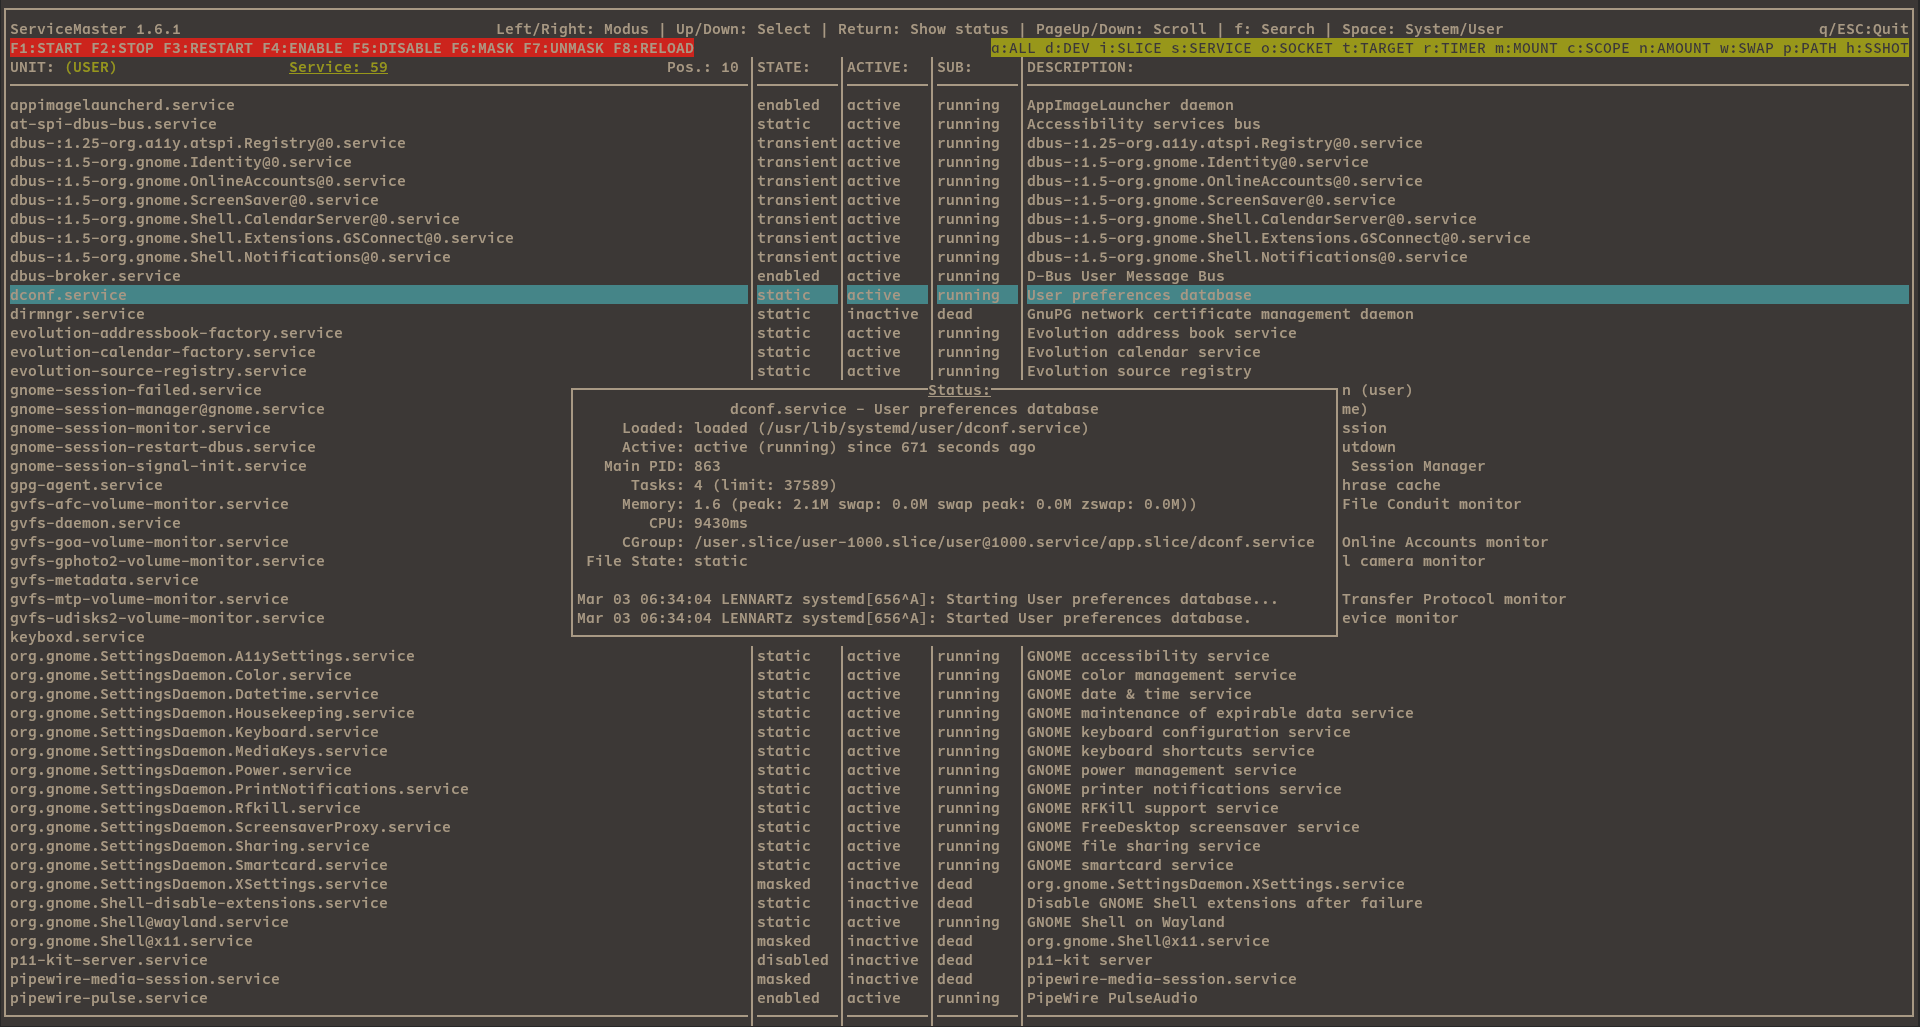 ServiceMaster 1.6.1 Left/Right: Modus | Up/Down: Select | Return: Show status | PageUp/Down: Scroll | f: Search | Space: System/User q/ESC:Quit
F1:START F2:STOP F3:RESTART F4:ENABLE F5:DISABLE F6:MASK F7:UNMASK F8:RELOAD a:ALL d:DEV i:SLICE s:SERVICE o:SOCKET t:TARGET r:TIMER m:MOUNT c:SCOPE n:AMOUNT w:SWAP p:PATH h:SSHOT
UNIT: (USER) Service: 59 Pos.: 10 STATE: ACTIVE: SUB: DESCRIPTION:
appimagelauncherd.service enabled active running AppImageLauncher daemon
at-spi-dbus-bus.service static active running Accessibility services bus
dbus-:1.25-org.a11y.atspi.Registry@0.service transient active running dbus-:1.25-org.a11y.atspi.Registry@0.service
dbus-:1.5-org.gnome.Identity@0.service transient active running dbus-:1.5-org.gnome.Identity@0.service
dbus-:1.5-org.gnome.OnlineAccounts@0.service transient active running dbus-:1.5-org.gnome.OnlineAccounts@0.service
dbus-:1.5-org.gnome.ScreenSaver@0.service transient active running dbus-:1.5-org.gnome.ScreenSaver@0.service
dbus-:1.5-org.gnome.Shell.CalendarServer@0.service transient active running dbus-:1.5-org.gnome.Shell.CalendarServer@0.service
dbus-:1.5-org.gnome.Shell.Extensions.GSConnect@0.service transient active running dbus-:1.5-org.gnome.Shell.Extensions.GSConnect@0.service
dbus-:1.5-org.gnome.Shell.Notifications@0.service transient active running dbus-:1.5-org.gnome.Shell.Notifications@0.service
dbus-broker.service enabled active running D-Bus User Message Bus
dconf.service static active running User preferences database
dirmngr.service static inactive dead GnuPG network certificate management daemon
evolution-addressbook-factory.service static active running Evolution address book service
evolution-calendar-factory.service static active running Evolution calendar service
evolution-source-registry.service static active running Evolution source registry
gnome-session-failed.service Status: n (user)
gnome-session-manager@gnome.service dconf.service - User preferences database me)
gnome-session-monitor.service Loaded: loaded (/usr/lib/systemd/user/dconf.service) ssion
gnome-session-restart-dbus.service Active: active (running) since 671 seconds ago utdown
gnome-session-signal-init.service Main PID: 863 Session Manager
gpg-agent.service Tasks: 4 (limit: 37589) hrase cache
gvfs-afc-volume-monitor.service Memory: 1.6 (peak: 2.1M swap: 0.0M swap peak: 0.0M zswap: 0.0M)) File Conduit monitor
gvfs-daemon.service CPU: 9430ms
gvfs-goa-volume-monitor.service CGroup: /user.slice/user-1000.slice/user@1000.service/app.slice/dconf.service Online Accounts monitor
gvfs-gphoto2-volume-monitor.service File State: static l camera monitor
gvfs-metadata.service
gvfs-mtp-volume-monitor.service Mar 03 06:34:04 LENNARTz systemd[656^A]: Starting User preferences database... Transfer Protocol monitor
gvfs-udisks2-volume-monitor.service Mar 03 06:34:04 LENNARTz systemd[656^A]: Started User preferences database. evice monitor
keyboxd.service
org.gnome.SettingsDaemon.A11ySettings.service static active running GNOME accessibility service
org.gnome.SettingsDaemon.Color.service static active running GNOME color management service
org.gnome.SettingsDaemon.Datetime.service static active running GNOME date & time service
org.gnome.SettingsDaemon.Housekeeping.service static active running GNOME maintenance of expirable data service
org.gnome.SettingsDaemon.Keyboard.service static active running GNOME keyboard configuration service
org.gnome.SettingsDaemon.MediaKeys.service static active running GNOME keyboard shortcuts service
org.gnome.SettingsDaemon.Power.service static active running GNOME power management service
org.gnome.SettingsDaemon.PrintNotifications.service static active running GNOME printer notifications service
org.gnome.SettingsDaemon.Rfkill.service static active running GNOME RFKill support service
org.gnome.SettingsDaemon.ScreensaverProxy.service static active running GNOME FreeDesktop screensaver service
org.gnome.SettingsDaemon.Sharing.service static active running GNOME file sharing service
org.gnome.SettingsDaemon.Smartcard.service static active running GNOME smartcard service
org.gnome.SettingsDaemon.XSettings.service masked inactive dead org.gnome.SettingsDaemon.XSettings.service
org.gnome.Shell-disable-extensions.service static inactive dead Disable GNOME Shell extensions after failure
org.gnome.Shell@wayland.service static active running GNOME Shell on Wayland
org.gnome.Shell@x11.service masked inactive dead org.gnome.Shell@x11.service
p11-kit-server.service disabled inactive dead p11-kit server
pipewire-media-session.service masked inactive dead pipewire-media-session.service
pipewire-pulse.service enabled active running PipeWire PulseAudio